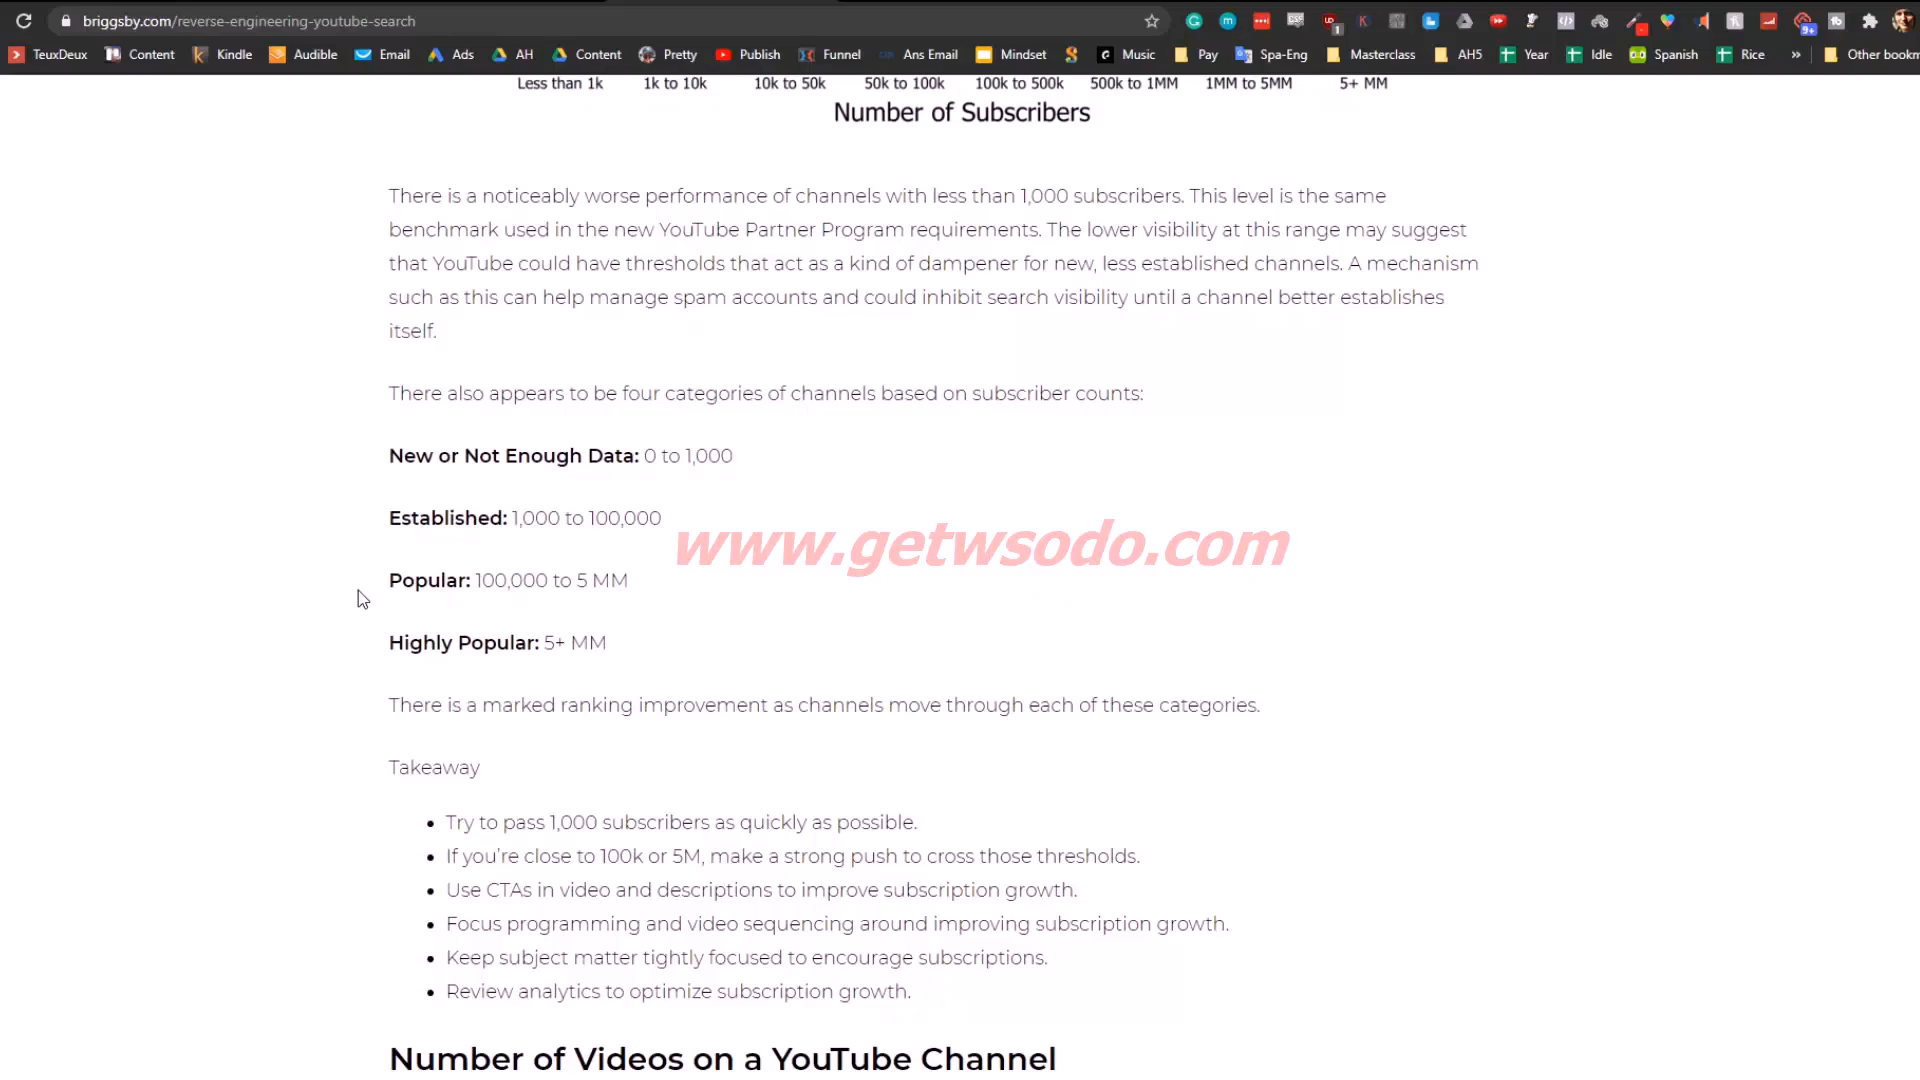 briggsby.com/reverse-engineering-youtube-search
TeuxDeux Content Kindle Audible Email Ads AH Content Pretty Publish Funnel Ans Email Mindset Music Pay Spa-Eng Masterclass AH5 Year Idle Spanish Rice » Other bookm
Less than 1k 1k to 10k 10k to 50k 50k to 100k 100k to 500k 500k to 1MM 1MM to 5MM 5+ MM
Number of Subscribers
There is a noticeably worse performance of channels with less than 1,000 subscribers. This level is the same
benchmark used in the new YouTube Partner Program requirements. The lower visibility at this range may suggest
that YouTube could have thresholds that act as a kind of dampener for new, less established channels. A mechanism
such as this can help manage spam accounts and could inhibit search visibility until a channel better establishes
itself.
There also appears to be four categories of channels based on subscriber counts:
New or Not Enough Data: 0 to 1,000
Established: 1,000 to 100,000
www.getwsodo.com
Popular: 100,000 to 5 MM
Highly Popular: 5+ MM
There is a marked ranking improvement as channels move through each of these categories.
Takeaway
• Try to pass 1,000 subscribers as quickly as possible.
• If you're close to 100k or 5M, make a strong push to cross those thresholds.
• Use CTAs in video and descriptions to improve subscription growth.
• Focus programming and video sequencing around improving subscription growth.
• Keep subject matter tightly focused to encourage subscriptions.
• Review analytics to optimize subscription growth.
Number of Videos on a YouTube Channel